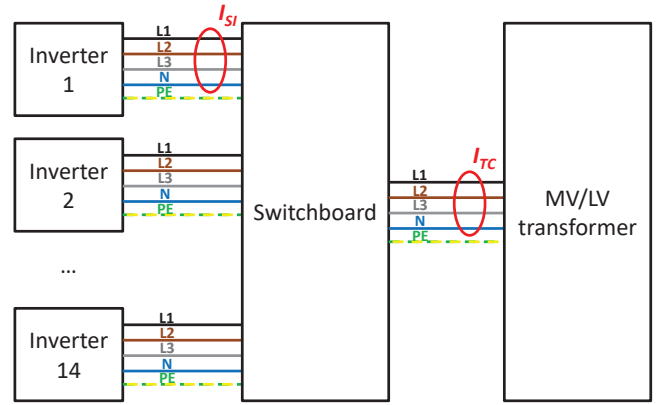 I_SI
L1
L2
L3
N
PE
Inverter
1
L1
L2
L3
N
PE
Inverter
2
...
L1
L2
L3
N
PE
Inverter
14
Switchboard
I_TC
L1
L2
L3
N
PE
MV/LV
transformer